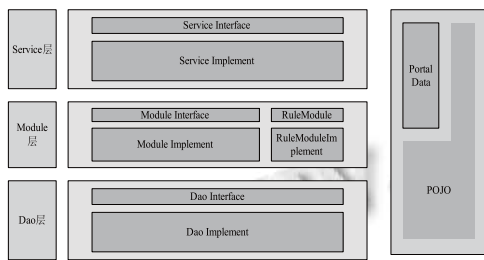 Service层
Service Interface
Service Implement
Module
层
Module Interface
RuleModule
Module Implement
RuleModuleIm
plement
Dao层
Dao Interface
Dao Implement
Portal
Data
POJO